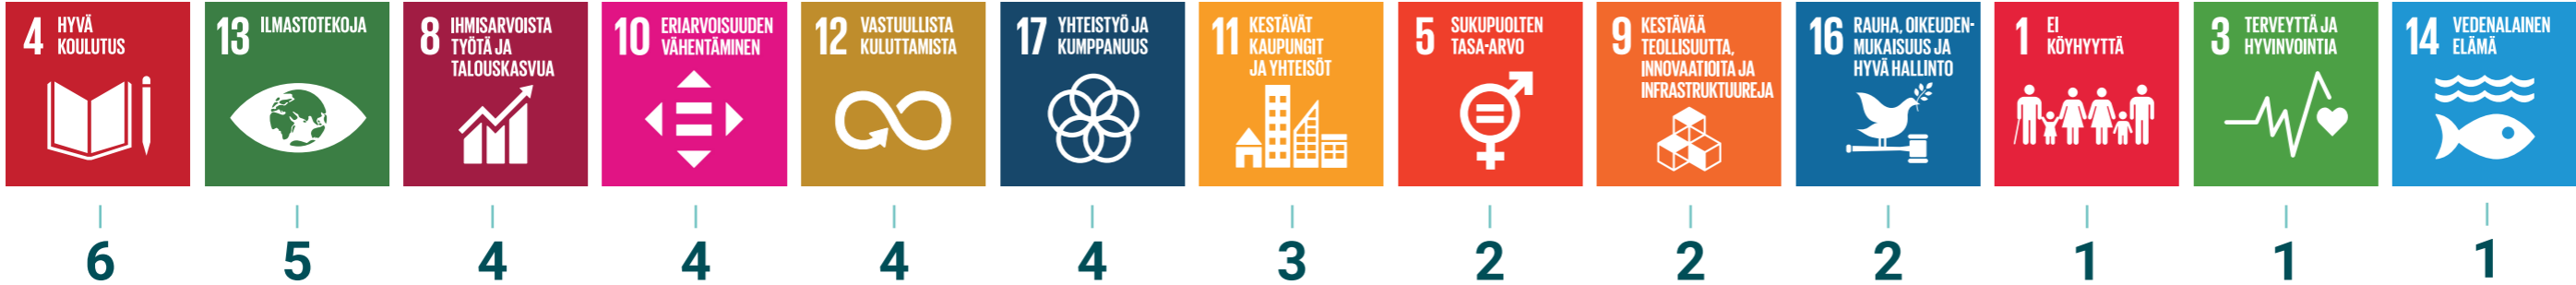 4 HYVÄ
KOULUTUS
13 ILMASTOTEKOJA
8 IHMISARVOISTA
TYÖTÄ JA
TALOUSKASVUA
10 ERIARVOISUUDEN
VÄHENTÄMINEN
12 VASTUULLISTA
KULUTTAMISTA
17 YHTEISTYÖ JA
KUMPPANUUS
11 KESTÄVÄT
KAUPUNGIT
JA YHTEISÖT
5 SUKUPUOLTEN
TASA-ARVO
9 KESTÄVÄÄ
TEOLLISUUTTA,
INNOVAATIOITA JA
INFRASTRUKTUUREJA
16 RAUHA, OIKEUDEN-
MUKAISUUS JA
HYVÄ HALLINTO
1 EI
KÖYHYYTTÄ
3 TERVEYTTÄ JA
HYVINVOINTIA
14 VEDENALAINEN
ELÄMÄ
6 5 4 4 4 4 3 2 2 2 1 1 1